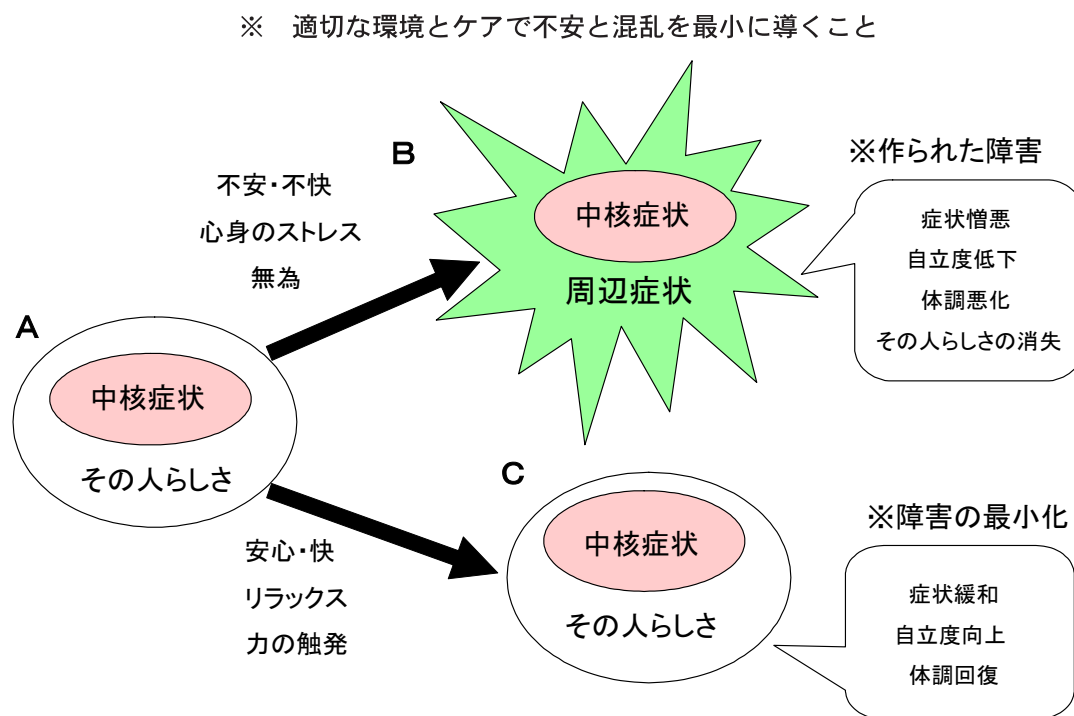 ※ 適切な環境とケアで不安と混乱を最小に導くこと
B
※作られた障害
不安・不快
心身のストレス
無為
中核症状
周辺症状
症状憎悪
自立度低下
体調悪化
その人らしさの消失
A
中核症状
その人らしさ
C
※障害の最小化
安心・快
リラックス
力の触発
中核症状
その人らしさ
症状緩和
自立度向上
体調回復